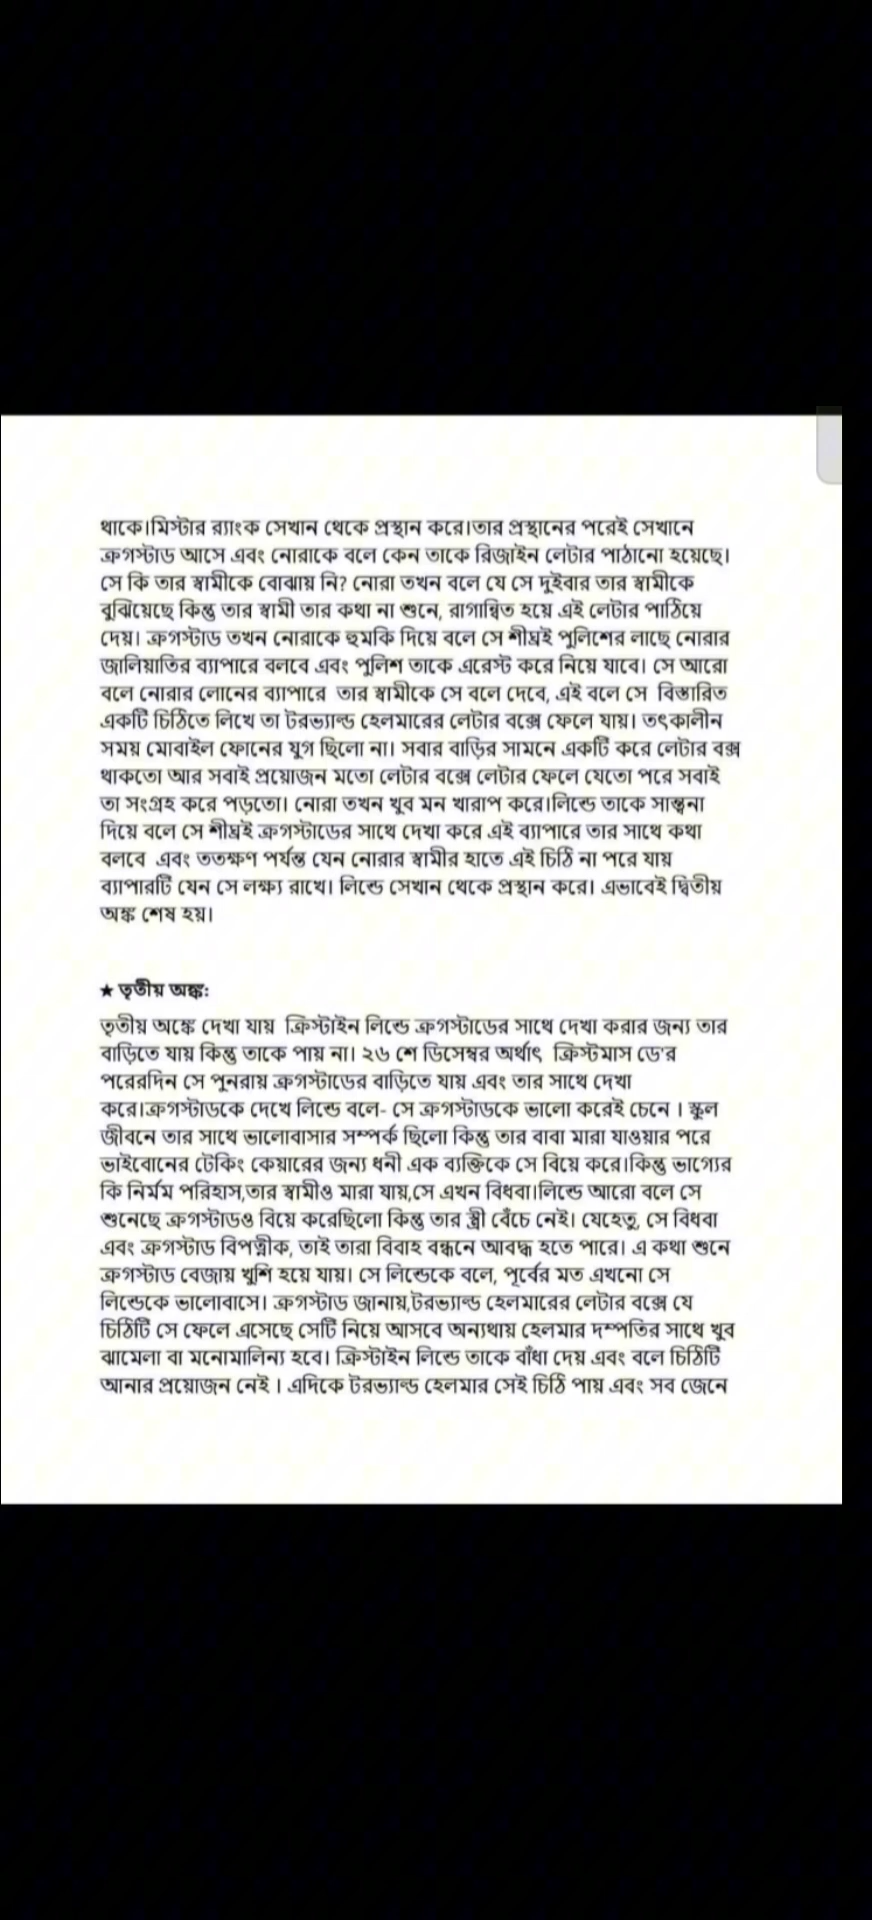 থাকে।মিস্টার র‍্যাংক সেখান থেকে প্রস্থান করে।তার প্রস্থানের পরেই সেখানে
ক্রগস্টাড আসে এবং নোরাকে বলে কেন তাকে রিজাইন লেটার পাঠানো হয়েছে।
সে কি তার স্বামীকে বোঝায় নি? নোরা তখন বলে যে সে দুইবার তার স্বামীকে
বুঝিয়েছে কিন্তু তার স্বামী তার কথা না শুনে, রাগান্বিত হয়ে এই লেটার পাঠিয়ে
দেয়। ক্রগস্টাড তখন নোরাকে হুমকি দিয়ে বলে সে শীঘ্রই পুলিশের লাছে নোরার
জালিয়াতির ব্যাপারে বলবে এবং পুলিশ তাকে এরেস্ট করে নিয়ে যাবে। সে আরো
বলে নোরার লোনের ব্যাপারে তার স্বামীকে সে বলে দেবে, এই বলে সে বিস্তারিত
একটি চিঠিতে লিখে তা টরভ্যাল্ড হেলমারের লেটার বক্সে ফেলে যায়। তৎকালীন
সময় মোবাইল ফোনের যুগ ছিলো না। সবার বাড়ির সামনে একটি করে লেটার বক্স
থাকতো আর সবাই প্রয়োজন মতো লেটার বক্সে লেটার ফেলে যেতো পরে সবাই
তা সংগ্রহ করে পড়তো। নোরা তখন খুব মন খারাপ করে।লিন্ডে তাকে সান্ত্বনা
দিয়ে বলে সে শীঘ্রই ক্রগস্টাডের সাথে দেখা করে এই ব্যাপারে তার সাথে কথা
বলবে এবং ততক্ষণ পর্যন্ত যেন নোরার স্বামীর হাতে এই চিঠি না পরে যায়
ব্যাপারটি যেন সে লক্ষ্য রাখে। লিন্ডে সেখান থেকে প্রস্থান করে। এভাবেই দ্বিতীয়
অঙ্ক শেষ হয়।
★ তৃতীয় অঙ্ক:
তৃতীয় অঙ্কে দেখা যায় ক্রিস্টাইন লিন্ডে ক্রগস্টাডের সাথে দেখা করার জন্য তার
বাড়িতে যায় কিন্তু তাকে পায় না। ২৬ শে ডিসেম্বর অর্থাৎ ক্রিস্টমাস ডে'র
পরেরদিন সে পুনরায় ক্রগস্টাডের বাড়িতে যায় এবং তার সাথে দেখা
করে।ক্রগস্টাডকে দেখে লিন্ডে বলে- সে ক্রগস্টাডকে ভালো করেই চেনে । স্কুল
জীবনে তার সাথে ভালোবাসার সম্পর্ক ছিলো কিন্তু তার বাবা মারা যাওয়ার পরে
ভাইবোনের টেকিং কেয়ারের জন্য ধনী এক ব্যক্তিকে সে বিয়ে করে।কিন্তু ভাগ্যের
কি নির্মম পরিহাস,তার স্বামীও মারা যায়,সে এখন বিধবা।লিন্ডে আরো বলে সে
শুনেছে ক্রগস্টাডও বিয়ে করেছিলো কিন্তু তার স্ত্রী বেঁচে নেই। যেহেতু, সে বিধবা
এবং ক্রগস্টাড বিপত্নীক, তাই তারা বিবাহ বন্ধনে আবদ্ধ হতে পারে। এ কথা শুনে
ক্রগস্টাড বেজায় খুশি হয়ে যায়। সে লিন্ডেকে বলে, পূর্বের মত এখনো সে
লিন্ডেকে ভালোবাসে। ক্রগস্টাড জানায়,টরভ্যাল্ড হেলমারের লেটার বক্সে যে
চিঠিটি সে ফেলে এসেছে সেটি নিয়ে আসবে অন্যথায় হেলমার দম্পতির সাথে খুব
ঝামেলা বা মনোমালিন্য হবে। ক্রিস্টাইন লিন্ডে তাকে বাঁধা দেয় এবং বলে চিঠিটি
আনার প্রয়োজন নেই । এদিকে টরভ্যাল্ড হেলমার সেই চিঠি পায় এবং সব জেনে